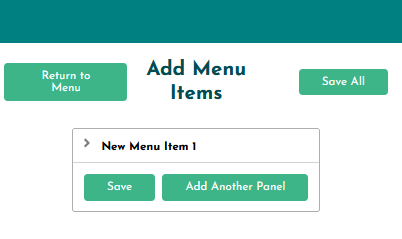 Return to
Menu
Add Menu
Items
Save All
New Menu Item 1
Save
Add Another Panel